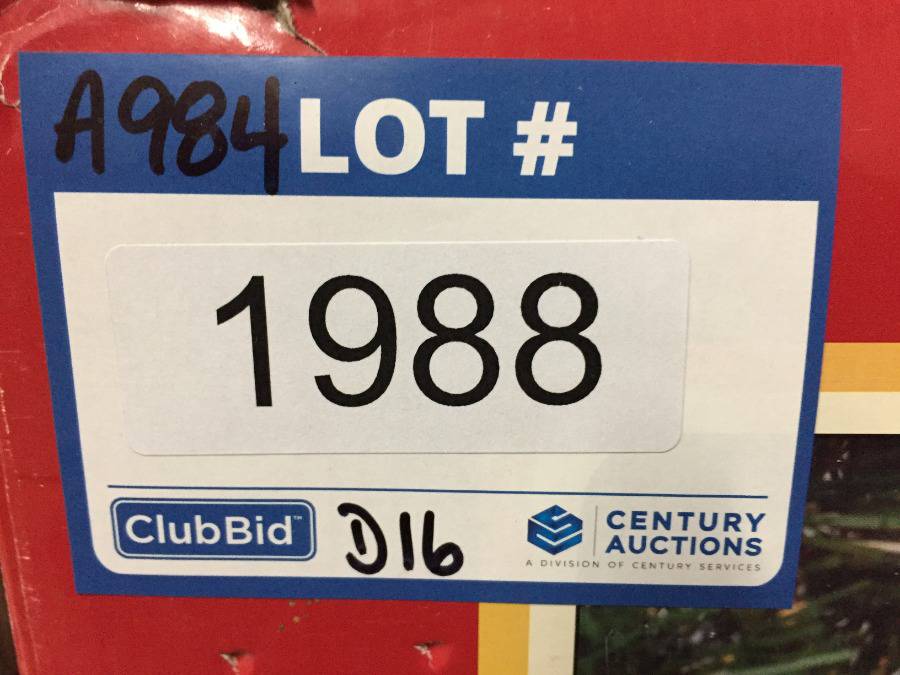 A984 LOT #
1988
ClubBid™ D16 CENTURY
AUCTIONS
A DIVISION OF CENTURY SERVICES